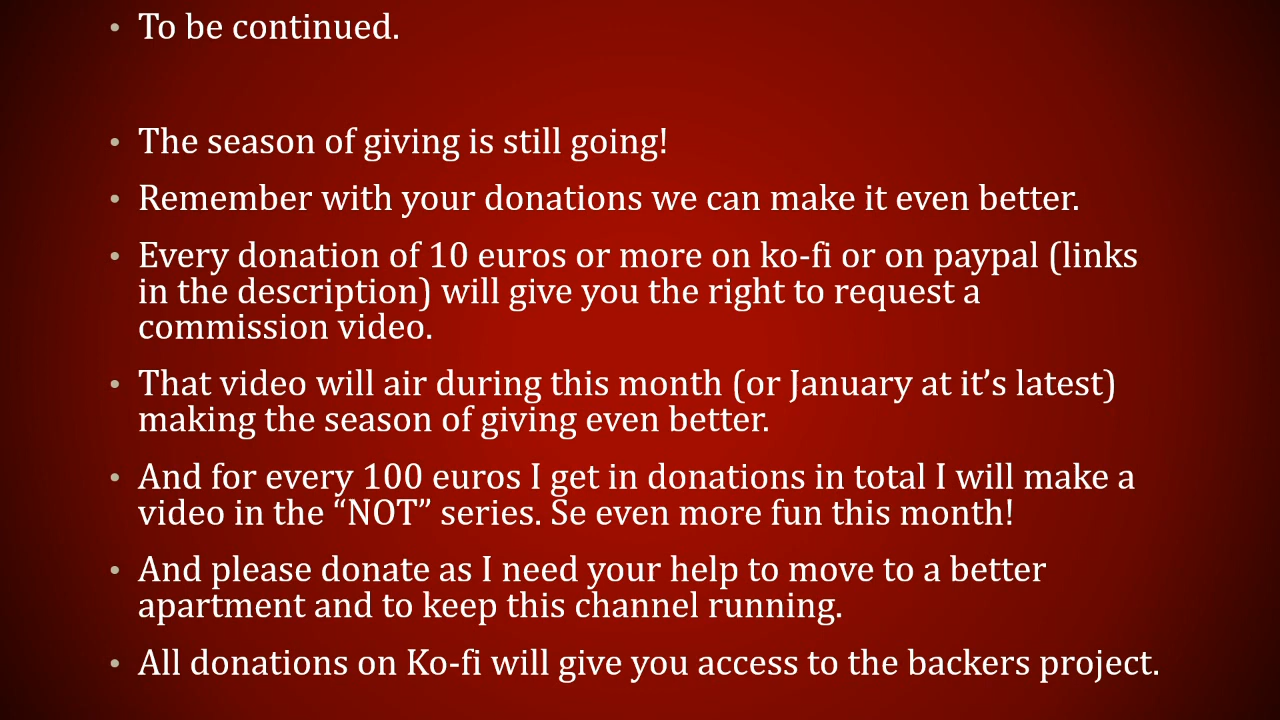 • To be continued.
• The season of giving is still going!
• Remember with your donations we can make it even better.
• Every donation of 10 euros or more on ko-fi or on paypal (links
in the description) will give you the right to request a
commission video.
• That video will air during this month (or January at it’s latest)
making the season of giving even better.
• And for every 100 euros I get in donations in total I will make a
video in the “NOT” series. Se even more fun this month!
• And please donate as I need your help to move to a better
apartment and to keep this channel running.
• All donations on Ko-fi will give you access to the backers project.